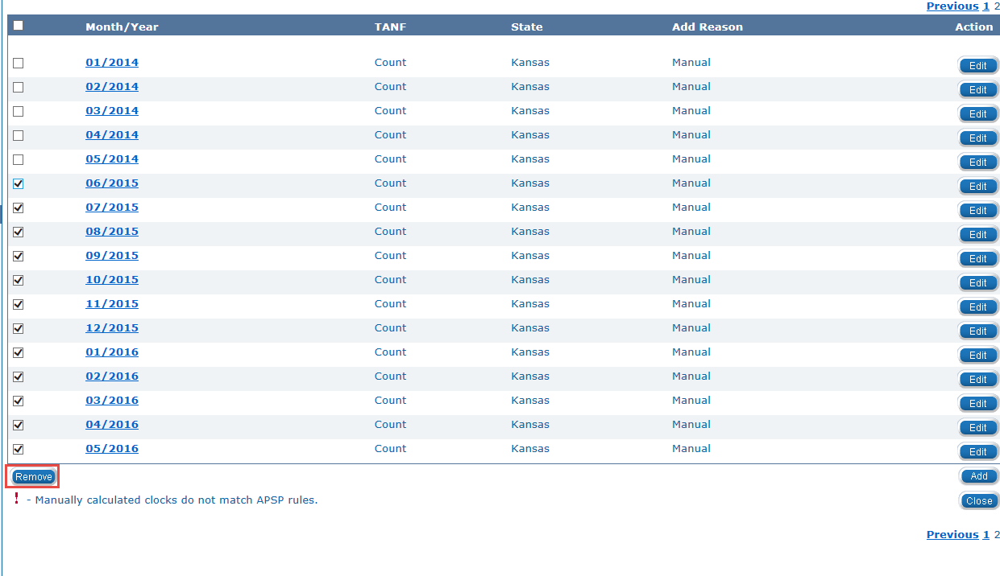 Previous 1 2
Month/Year TANF State Add Reason Action
01/2014 Count Kansas Manual Edit
02/2014 Count Kansas Manual Edit
03/2014 Count Kansas Manual Edit
04/2014 Count Kansas Manual Edit
05/2014 Count Kansas Manual Edit
06/2015 Count Kansas Manual Edit
07/2015 Count Kansas Manual Edit
08/2015 Count Kansas Manual Edit
09/2015 Count Kansas Manual Edit
10/2015 Count Kansas Manual Edit
11/2015 Count Kansas Manual Edit
12/2015 Count Kansas Manual Edit
01/2016 Count Kansas Manual Edit
02/2016 Count Kansas Manual Edit
03/2016 Count Kansas Manual Edit
04/2016 Count Kansas Manual Edit
05/2016 Count Kansas Manual Edit
Remove Add
! - Manually calculated clocks do not match APSP rules. Close
Previous 1 2